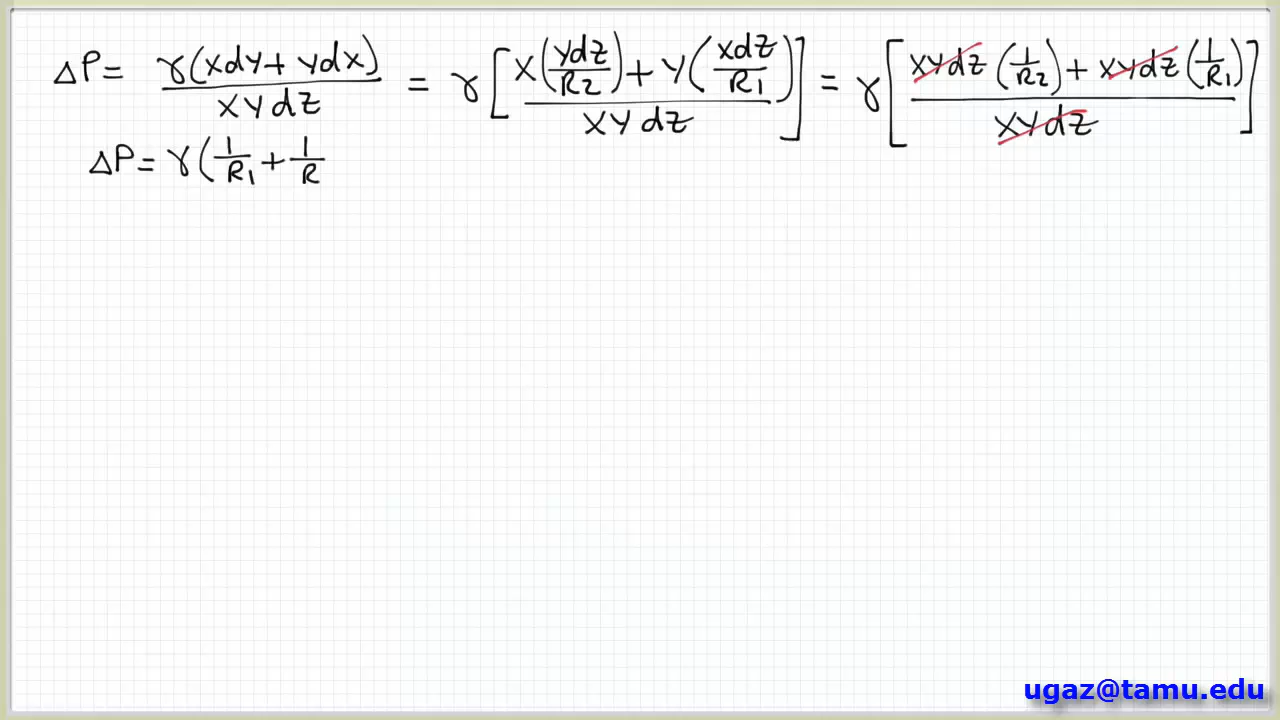 ΔP = γ(xdy + ydx) / xydz = γ[x(ydz/R2) + y(xdz/R1) / xydz] = γ[xydz(1/R2) + xydz(1/R1) / xydz]
ΔP = γ(1/R1 + 1/R
ugaz@tamu.edu